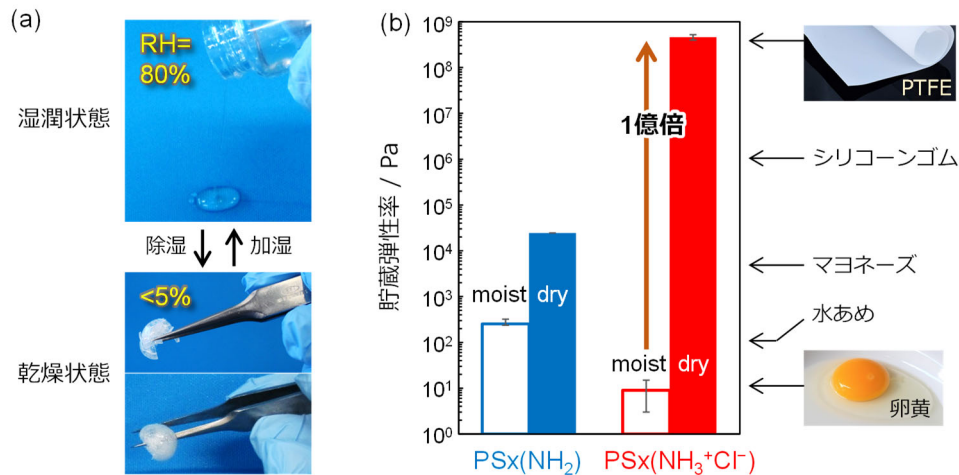 (a)
RH=
80%
湿潤状態
除湿
加湿
<5%
乾燥状態
(b)
貯蔵弾性率 / Pa
10⁹
10⁸
10⁷
10⁶
10⁵
10⁴
10³
10²
10¹
10⁰
moist dry
1億倍
moist dry
PSx(NH₂)
PSx(NH₃⁺Cl⁻)
PTFE
シリコーンゴム
マヨネーズ
水あめ
卵黄